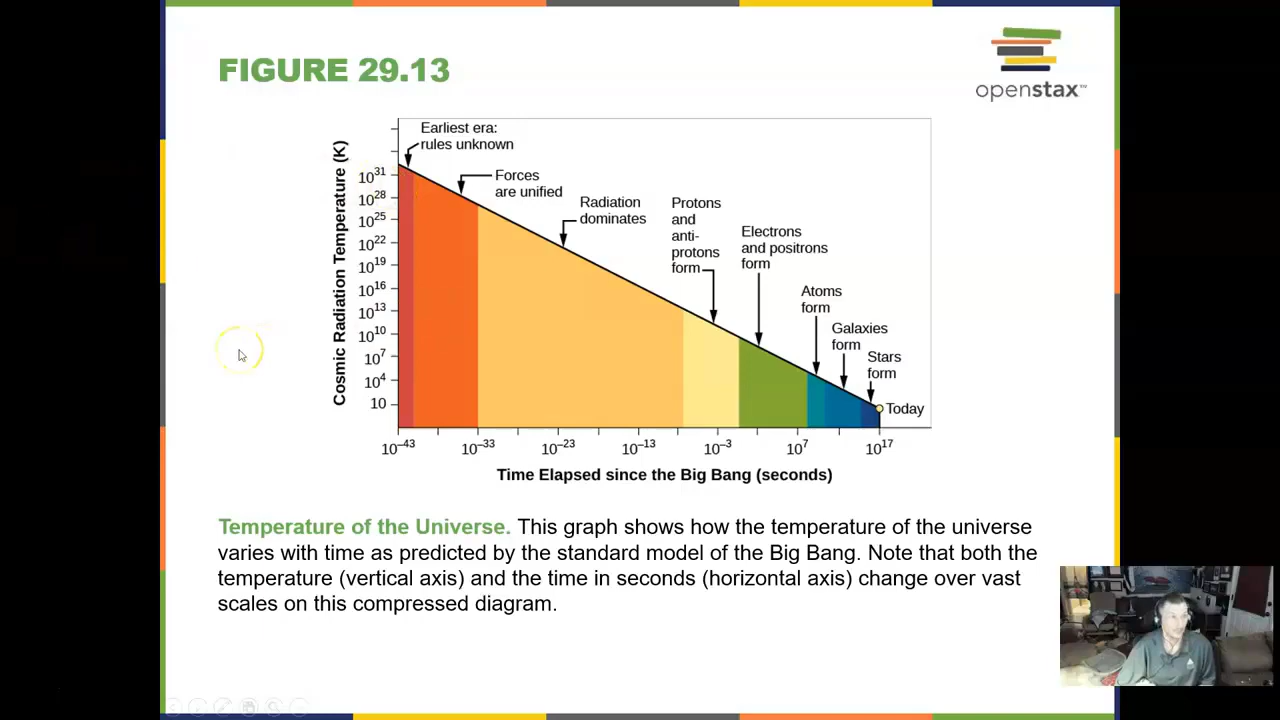 FIGURE 29.13
openstax™
Earliest era:
rules unknown
Forces
are unified
Radiation
dominates
Protons
and
anti-
protons
form
Electrons
and positrons
form
Atoms
form
Galaxies
form
Stars
form
Today
Cosmic Radiation Temperature (K)
10³¹
10²⁸
10²⁵
10²²
10¹⁹
10¹⁶
10¹³
10¹⁰
10⁷
10⁴
10
10⁻⁴³ 10⁻³³ 10⁻²³ 10⁻¹³ 10⁻³ 10⁷ 10¹⁷
Time Elapsed since the Big Bang (seconds)
Temperature of the Universe. This graph shows how the temperature of the universe
varies with time as predicted by the standard model of the Big Bang. Note that both the
temperature (vertical axis) and the time in seconds (horizontal axis) change over vast
scales on this compressed diagram.